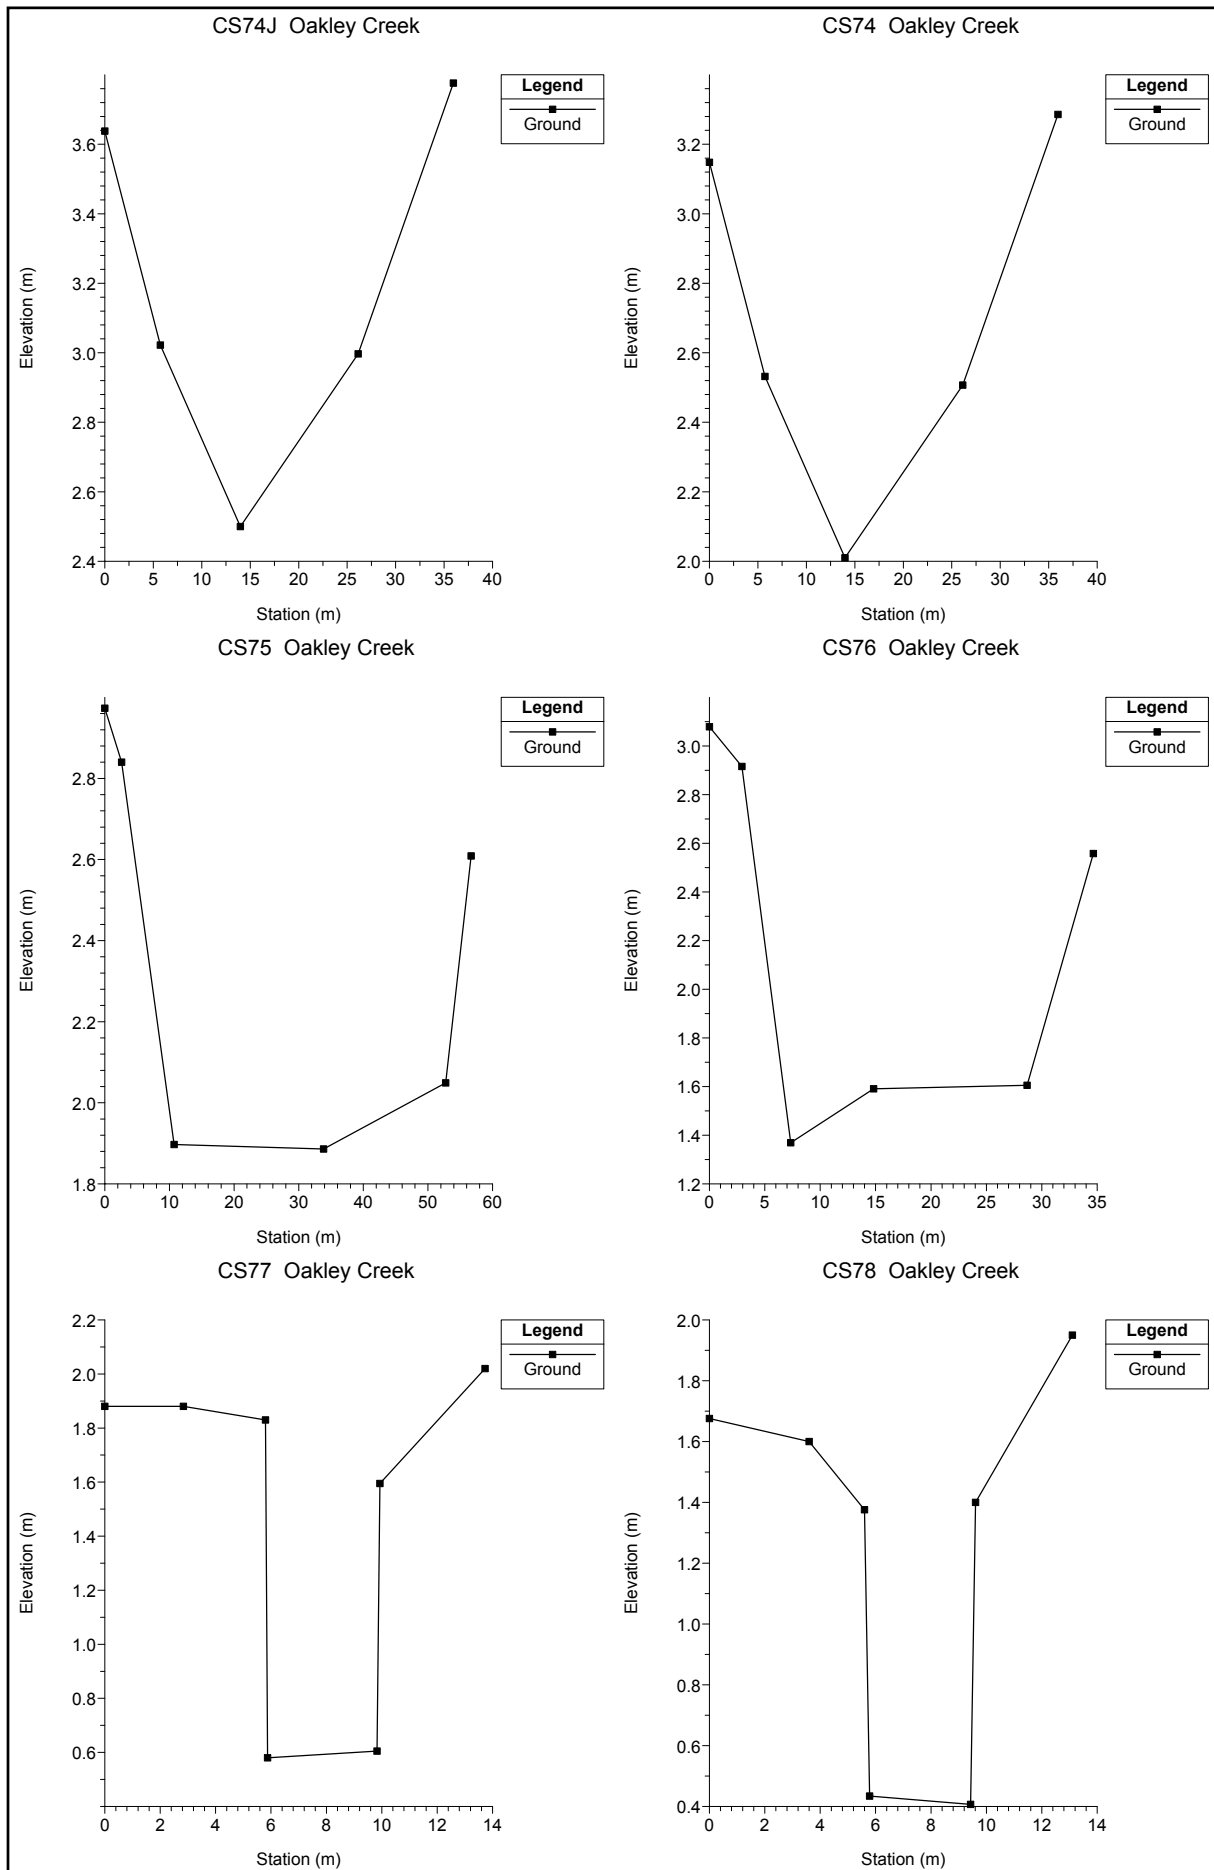 CS74J  Oakley Creek
Legend
Ground
Elevation (m)
3.6
3.4
3.2
3.0
2.8
2.6
2.4
0 5 10 15 20 25 30 35 40
Station (m)
CS74  Oakley Creek
Legend
Ground
Elevation (m)
3.2
3.0
2.8
2.6
2.4
2.2
2.0
0 5 10 15 20 25 30 35 40
Station (m)
CS75  Oakley Creek
Legend
Ground
Elevation (m)
2.8
2.6
2.4
2.2
2.0
1.8
0 10 20 30 40 50 60
Station (m)
CS76  Oakley Creek
Legend
Ground
Elevation (m)
3.0
2.8
2.6
2.4
2.2
2.0
1.8
1.6
1.4
1.2
0 5 10 15 20 25 30 35
Station (m)
CS77  Oakley Creek
Legend
Ground
Elevation (m)
2.2
2.0
1.8
1.6
1.4
1.2
1.0
0.8
0.6
0 2 4 6 8 10 12 14
Station (m)
CS78  Oakley Creek
Legend
Ground
Elevation (m)
2.0
1.8
1.6
1.4
1.2
1.0
0.8
0.6
0.4
0 2 4 6 8 10 12 14
Station (m)